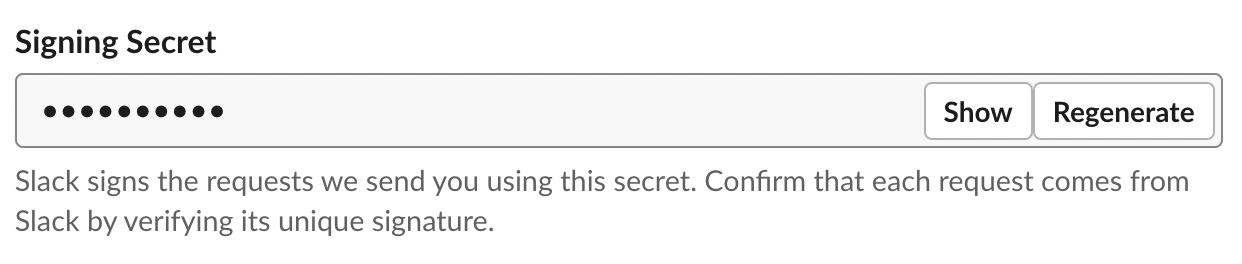 Signing Secret
•••••••••• Show Regenerate
Slack signs the requests we send you using this secret. Confirm that each request comes from
Slack by verifying its unique signature.